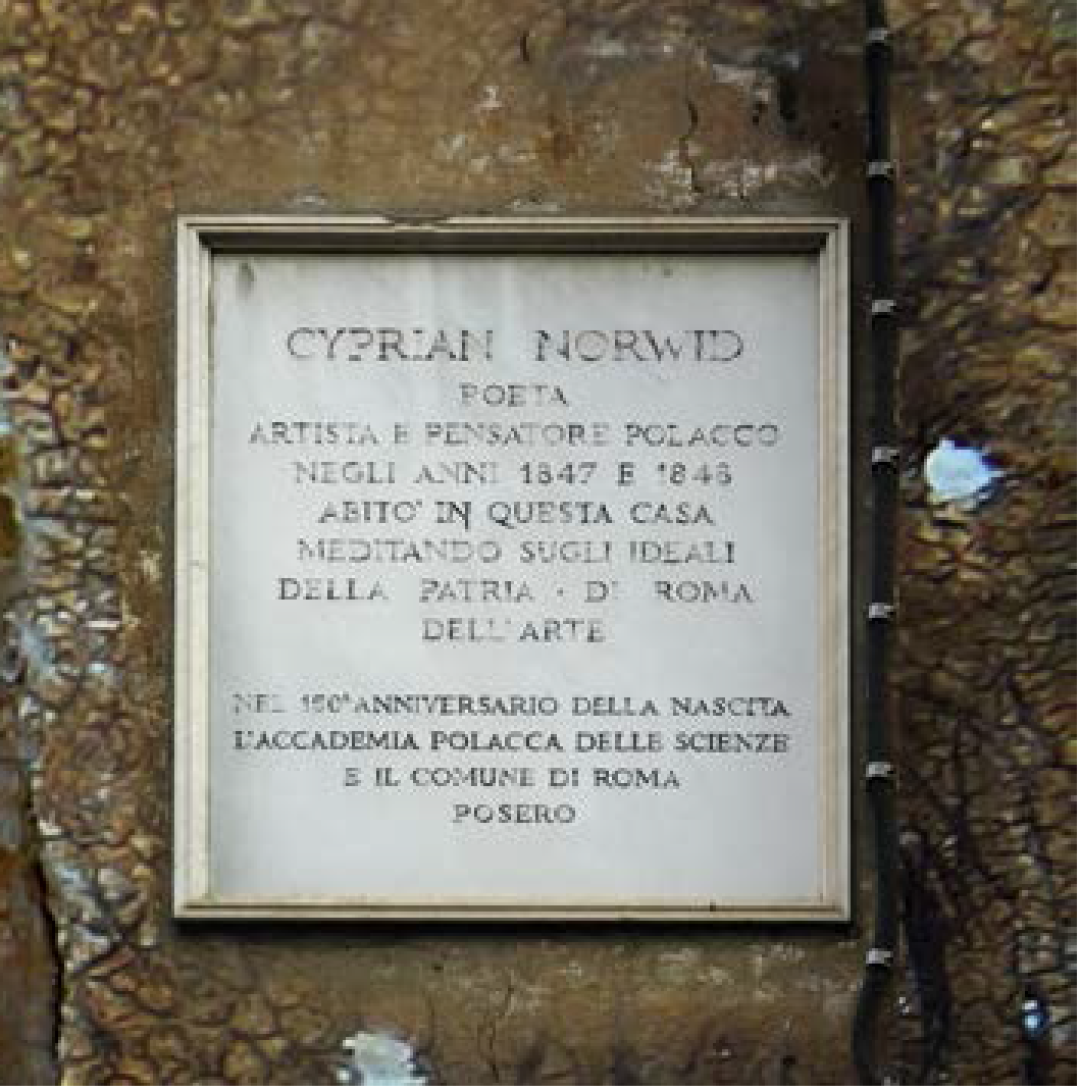 CYPRIAN NORWID
POETA
ARTISTA E PENSATORE POLACCO
NEGLI ANNI 1847 E 1848
ABITO' IN QUESTA CASA
MEDITANDO SUGLI IDEALI
DELLA PATRIA · DI ROMA
DELL'ARTE
NEL 150° ANNIVERSARIO DELLA NASCITA
L'ACCADEMIA POLACCA DELLE SCIENZE
E IL COMUNE DI ROMA
POSERO